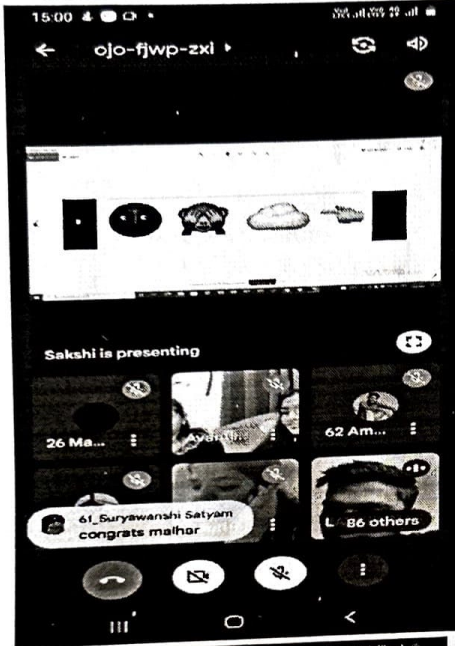 15:00
ojo-fjwp-zxi
Sakshi is presenting
26 Ma...
62 Am...
61_Suryawanshi Satyam
congrats malhar
86 others